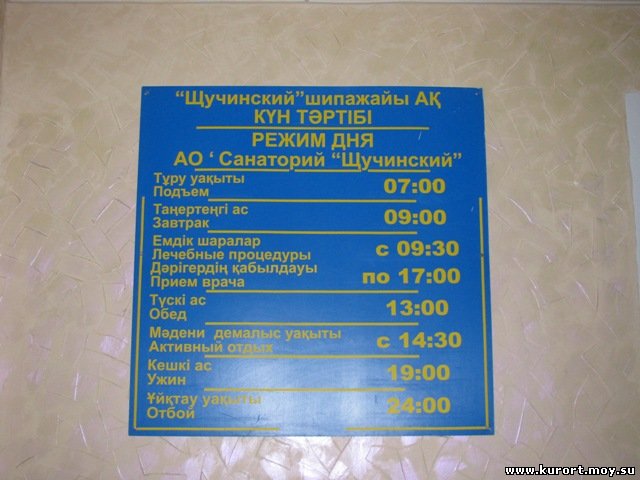 "Щучинский"шипажайы АҚ
КҮН ТӘРТІБІ
РЕЖИМ ДНЯ
АО ‘ Санаторий "Щучинский"
Тұру уақыты
Подъем 07:00
Таңертеңгі ас
Завтрак 09:00
Емдік шаралар
Лечебные процедуры с 09:30
Дәрігердің қабылдауы
Прием врача по 17:00
Түскі ас
Обед 13:00
Мәдени демалыс уақыты
Активный отдых с 14:30
Кешкі ас
Ужин 19:00
Ұйқтау уақыты
Отбой 24:00
www.kurort.moy.su